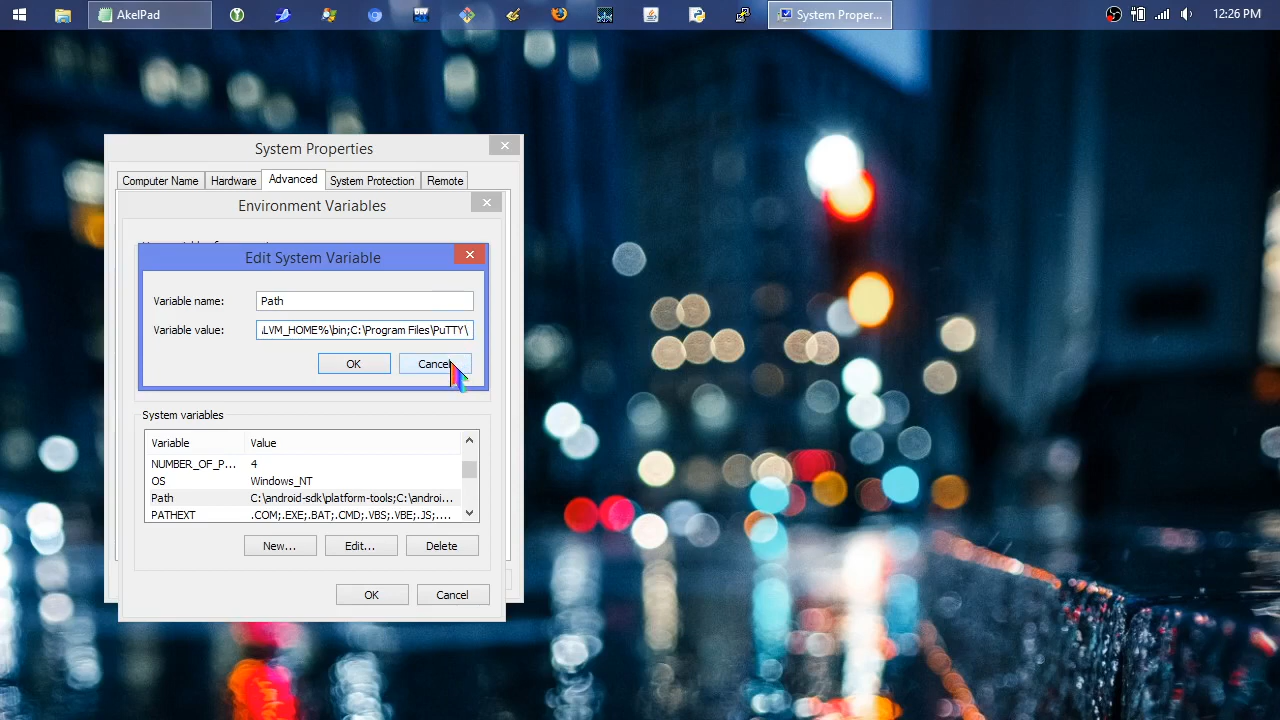 AkelPad
System Proper...
12:26 PM
System Properties
Computer Name
Hardware
Advanced
System Protection
Remote
Environment Variables
Edit System Variable
Variable name:
Path
Variable value:
.LVM_HOME%\bin;C:\Program Files\PuTTY\
OK
Cancel
System variables
Variable
Value
NUMBER_OF_P...
4
OS
Windows_NT
Path
C:\android-sdk\platform-tools;C:\androi...
PATHEXT
.COM;.EXE;.BAT;.CMD;.VBS;.VBE;.JS;....
New...
Edit...
Delete
OK
Cancel